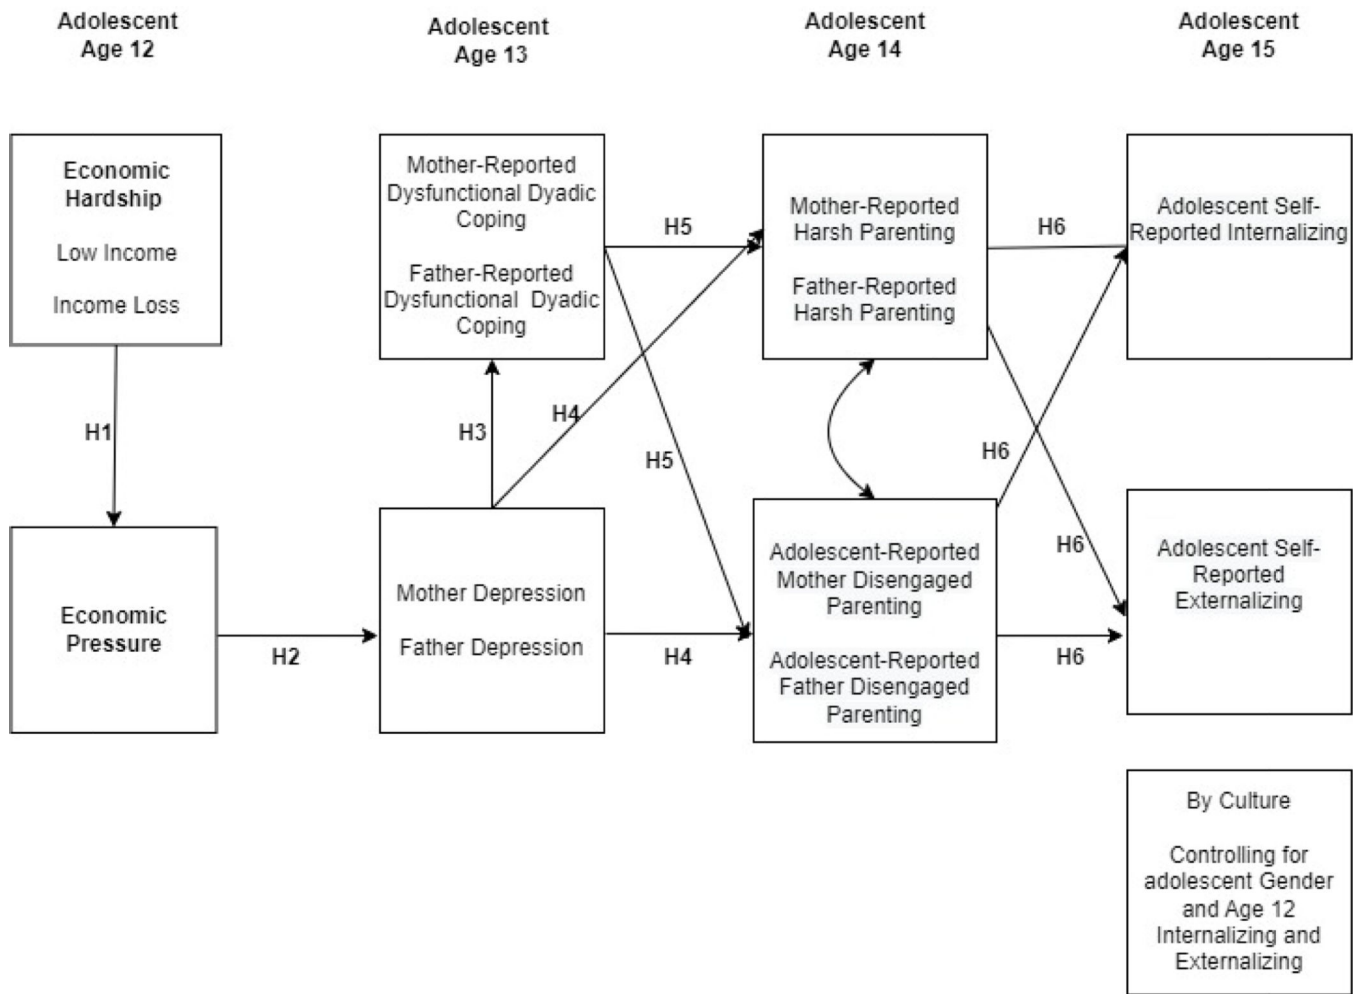 Adolescent
Age 12
Adolescent
Age 13
Adolescent
Age 14
Adolescent
Age 15
Economic
Hardship
Low Income
Income Loss
Mother-Reported
Dysfunctional Dyadic
Coping
Father-Reported
Dysfunctional Dyadic
Coping
H5
Mother-Reported
Harsh Parenting
Father-Reported
Harsh Parenting
H6
Adolescent Self-
Reported Internalizing
H1
H3
H4
H5
H6
H6
Economic
Pressure
H2
Mother Depression
Father Depression
H4
Adolescent-Reported
Mother Disengaged
Parenting
Adolescent-Reported
Father Disengaged
Parenting
H6
Adolescent Self-
Reported
Externalizing
By Culture
Controlling for
adolescent Gender
and Age 12
Internalizing and
Externalizing